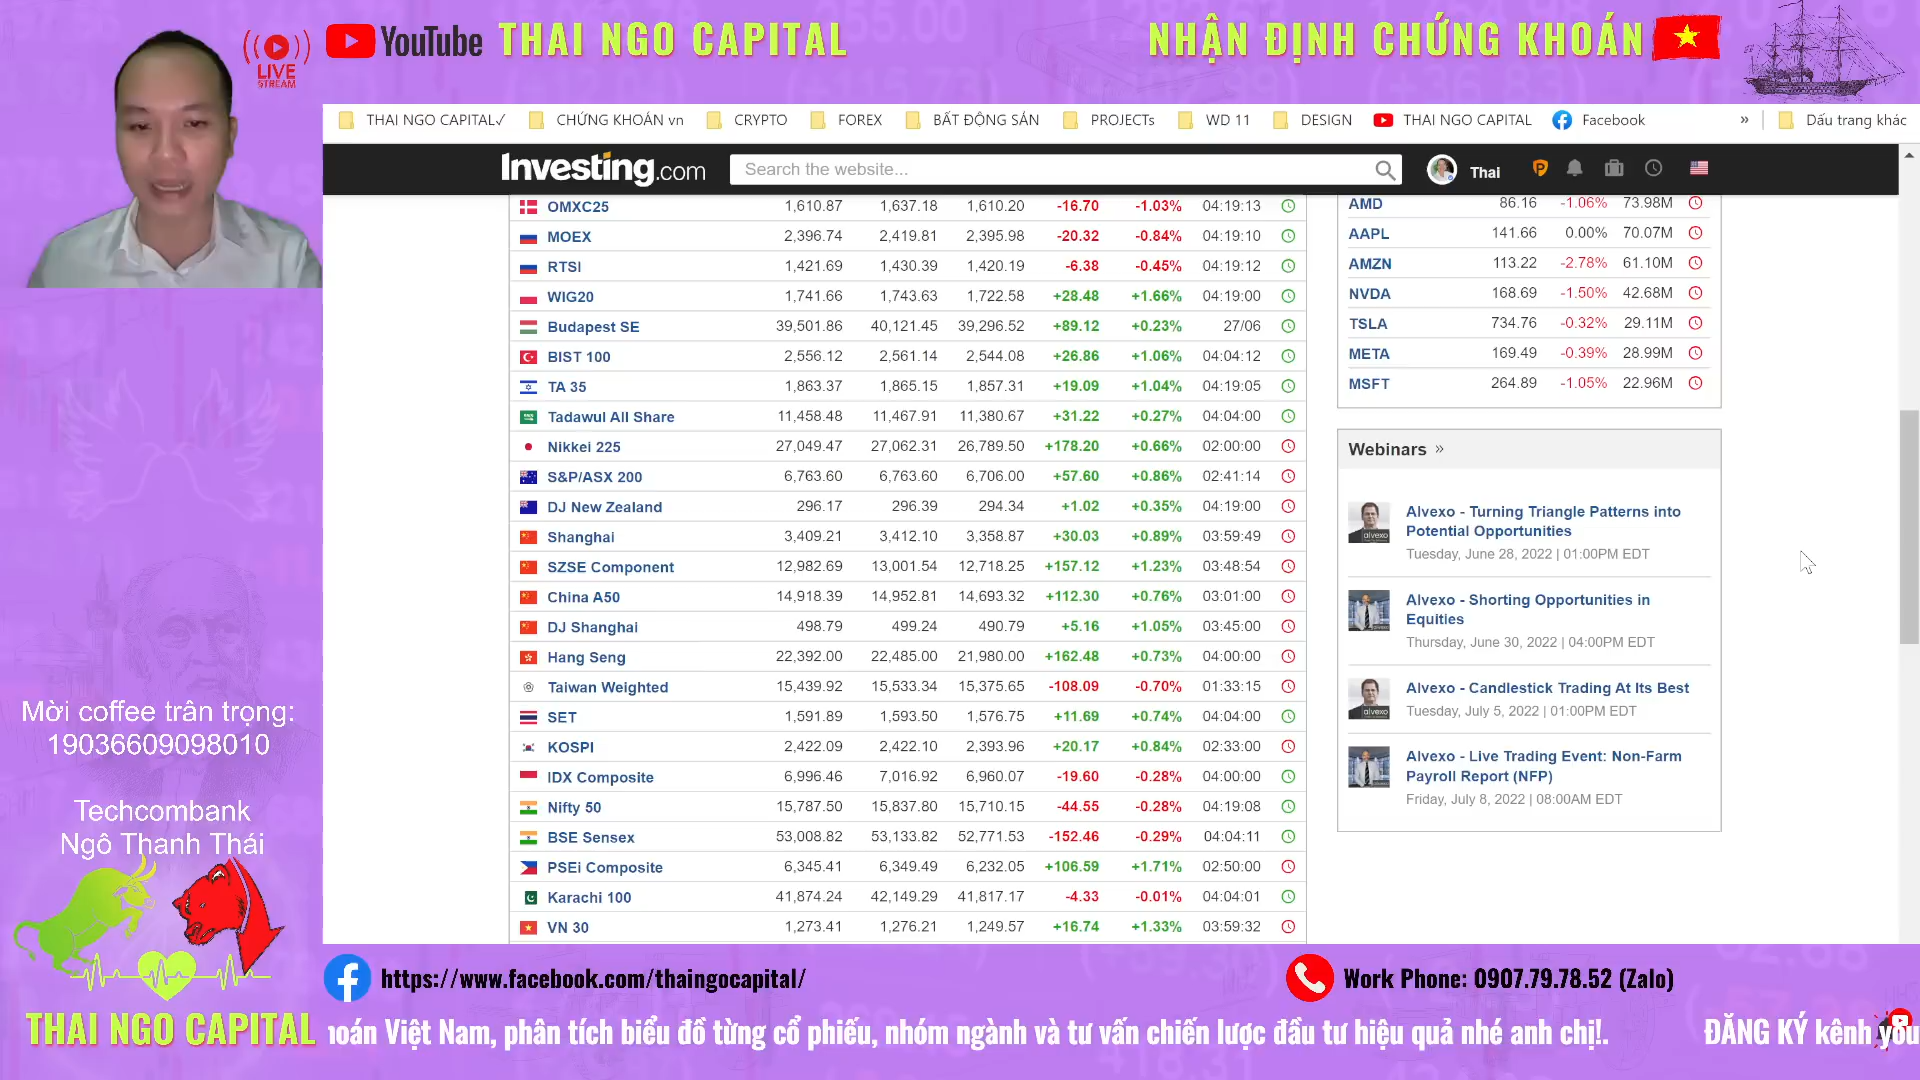 LIVE
STREAM
YouTube THAI NGO CAPITAL
NHẬN ĐỊNH CHỨNG KHOÁN
THAI NGO CAPITAL✓ CHỨNG KHOÁN vn CRYPTO FOREX BẤT ĐỘNG SẢN PROJECTs WD 11 DESIGN THAI NGO CAPITAL Facebook » Dấu trang khác
Investing.com Search the website... Thai
OMXC25 1,610.87 1,637.18 1,610.20 -16.70 -1.03% 04:19:13
MOEX 2,396.74 2,419.81 2,395.98 -20.32 -0.84% 04:19:10
RTSI 1,421.69 1,430.39 1,420.19 -6.38 -0.45% 04:19:12
WIG20 1,741.66 1,743.63 1,722.58 +28.48 +1.66% 04:19:00
Budapest SE 39,501.86 40,121.45 39,296.52 +89.12 +0.23% 27/06
BIST 100 2,556.12 2,561.14 2,544.08 +26.86 +1.06% 04:04:12
TA 35 1,863.37 1,865.15 1,857.31 +19.09 +1.04% 04:19:05
Tadawul All Share 11,458.48 11,467.91 11,380.67 +31.22 +0.27% 04:04:00
Nikkei 225 27,049.47 27,062.31 26,789.50 +178.20 +0.66% 02:00:00
S&P/ASX 200 6,763.60 6,763.60 6,706.00 +57.60 +0.86% 02:41:14
DJ New Zealand 296.17 296.39 294.34 +1.02 +0.35% 04:19:00
Shanghai 3,409.21 3,412.10 3,358.87 +30.03 +0.89% 03:59:49
SZSE Component 12,982.69 13,001.54 12,718.25 +157.12 +1.23% 03:48:54
China A50 14,918.39 14,952.81 14,693.32 +112.30 +0.76% 03:01:00
DJ Shanghai 498.79 499.24 490.79 +5.16 +1.05% 03:45:00
Hang Seng 22,392.00 22,485.00 21,980.00 +162.48 +0.73% 04:00:00
Taiwan Weighted 15,439.92 15,533.34 15,375.65 -108.09 -0.70% 01:33:15
SET 1,591.89 1,593.50 1,576.75 +11.69 +0.74% 04:04:00
KOSPI 2,422.09 2,422.10 2,393.96 +20.17 +0.84% 02:33:00
IDX Composite 6,996.46 7,016.92 6,960.07 -19.60 -0.28% 04:00:00
Nifty 50 15,787.50 15,837.80 15,710.15 -44.55 -0.28% 04:19:08
BSE Sensex 53,008.82 53,133.82 52,771.53 -152.46 -0.29% 04:04:11
PSEi Composite 6,345.41 6,349.49 6,232.05 +106.59 +1.71% 02:50:00
Karachi 100 41,874.24 42,149.29 41,817.17 -4.33 -0.01% 04:04:01
VN 30 1,273.41 1,276.21 1,249.57 +16.74 +1.33% 03:59:32
AMD 86.16 -1.06% 73.98M
AAPL 141.66 0.00% 70.07M
AMZN 113.22 -2.78% 61.10M
NVDA 168.69 -1.50% 42.68M
TSLA 734.76 -0.32% 29.11M
META 169.49 -0.39% 28.99M
MSFT 264.89 -1.05% 22.96M
Webinars »
Alvexo - Turning Triangle Patterns into
Potential Opportunities
Tuesday, June 28, 2022 | 01:00PM EDT
Alvexo - Shorting Opportunities in
Equities
Thursday, June 30, 2022 | 04:00PM EDT
Alvexo - Candlestick Trading At Its Best
Tuesday, July 5, 2022 | 01:00PM EDT
Alvexo - Live Trading Event: Non-Farm
Payroll Report (NFP)
Friday, July 8, 2022 | 08:00AM EDT
Mời coffee trân trọng:
19036609098010
Techcombank
Ngô Thanh Thái
THAI NGO CAPITAL
https://www.facebook.com/thaingocapital/
Work Phone: 0907.79.78.52 (Zalo)
Việt Nam, phân tích biểu đồ từng cổ phiếu, nhóm ngành và tư vấn chiến lược đầu tư hiệu quả nhé anh chị!. ĐĂNG KÝ kênh